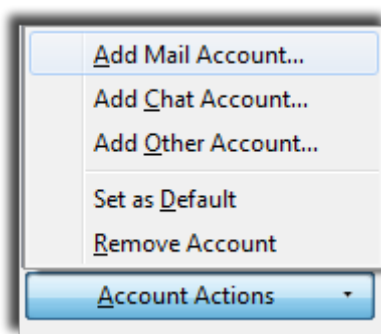 Add Mail Account...
Add Chat Account...
Add Other Account...
Set as Default
Remove Account
Account Actions